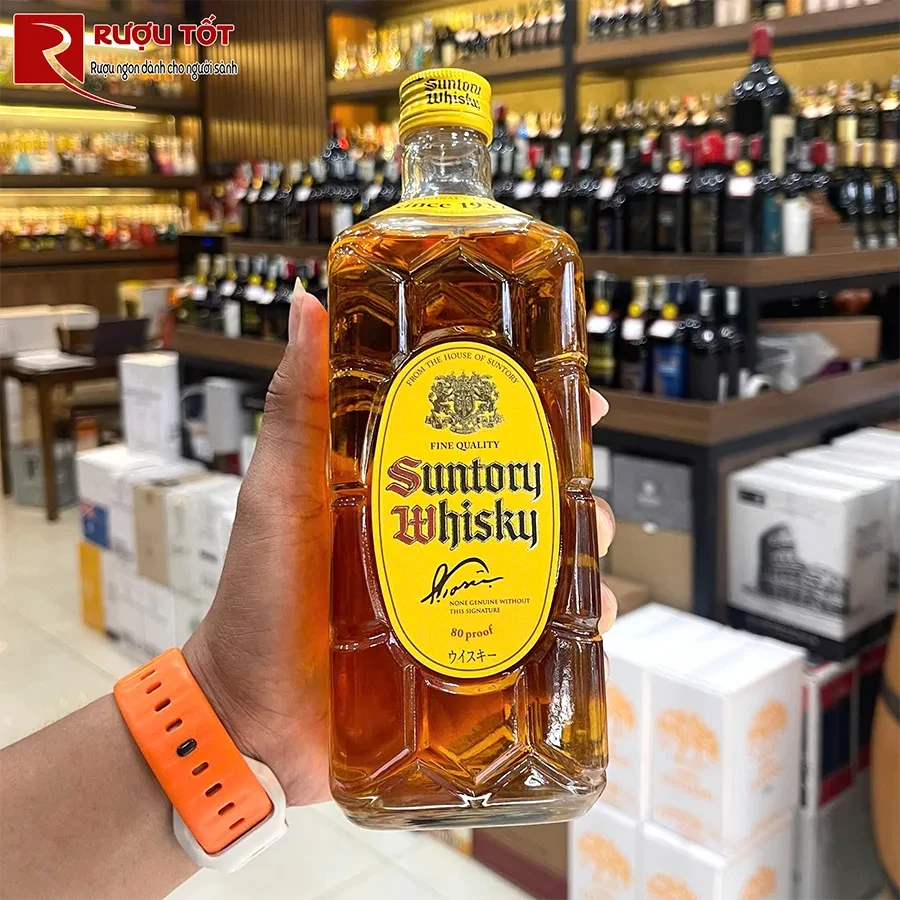 RƯỢU TỐT
Rượu ngon dành cho người sành
Suntory
Whisky
FROM THE HOUSE OF SUNTORY
FINE QUALITY
Suntory
Whisky
NONE GENUINE WITHOUT
THIS SIGNATURE
80 proof
ウイスキー